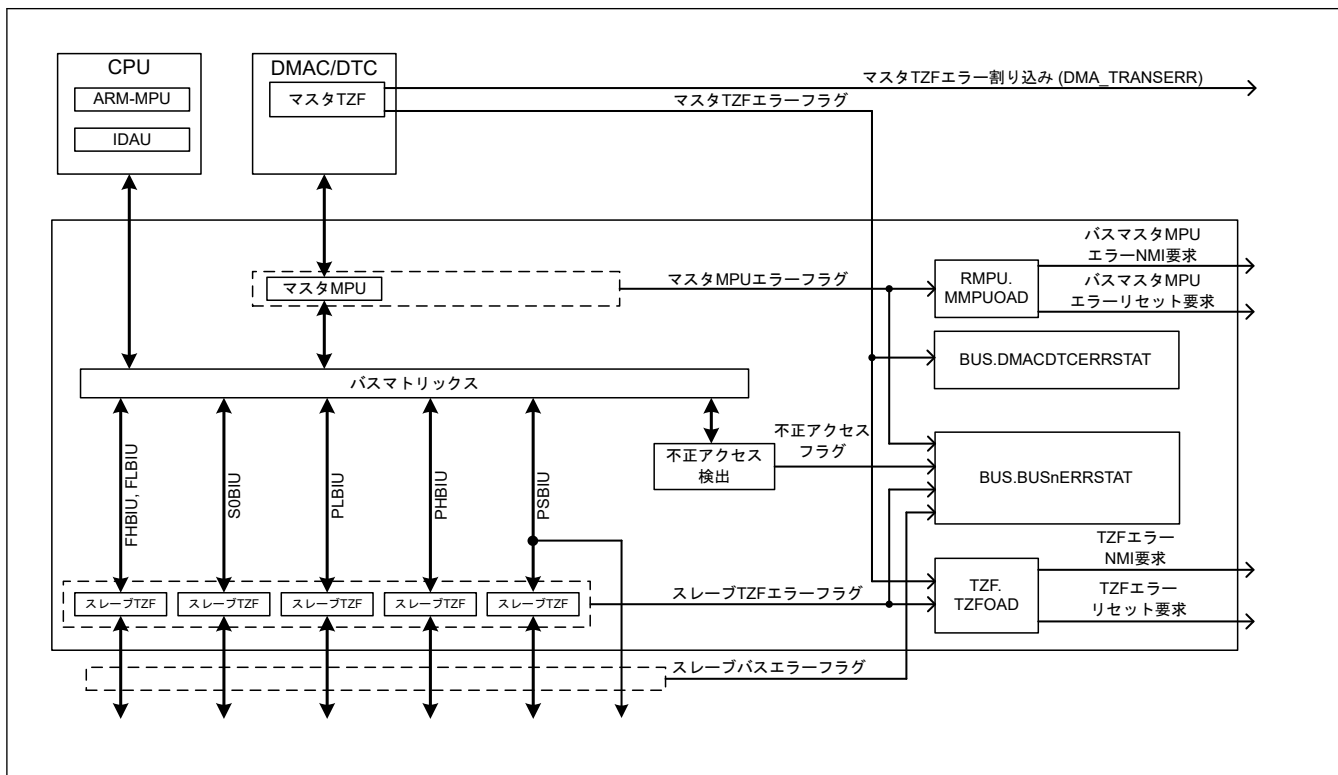 CPU
ARM-MPU
IDAU
DMAC/DTC
マスタTZF
マスタTZFエラー割り込み (DMA_TRANSERR)
マスタTZFエラーフラグ
マスタMPU
マスタMPUエラーフラグ
RMPU.
MMPUOAD
バスマスタMPU
エラーNMI要求
バスマスタMPU
エラーリセット要求
BUS.DMACDTCERRSTAT
バスマトリックス
FHBIU, FLBIU
S0BIU
PLBIU
PHBIU
PSBIU
不正アクセス
検出
不正アクセス
フラグ
BUS.BUSnERRSTAT
スレーブTZF
スレーブTZF
スレーブTZF
スレーブTZF
スレーブTZF
スレーブTZFエラーフラグ
TZF.
TZFOAD
TZFエラー
NMI要求
TZFエラー
リセット要求
スレーブバスエラーフラグ